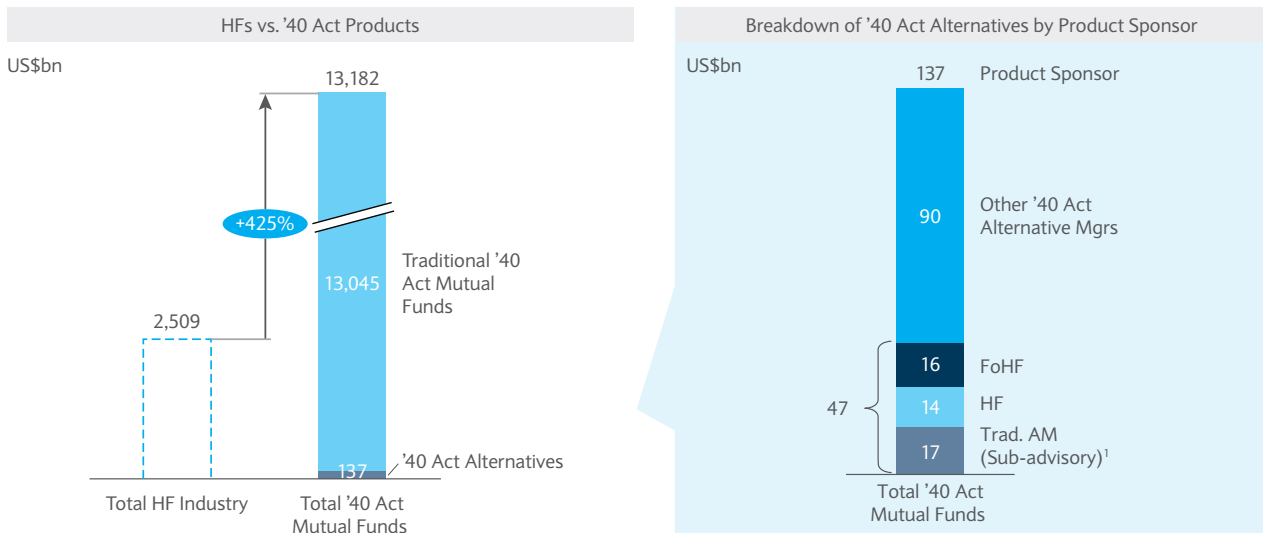 HFs vs. ’40 Act Products
US$bn
13,182
+425%
13,045
Traditional ’40
Act Mutual
Funds
2,509
137
’40 Act Alternatives
Total HF Industry
Total ’40 Act
Mutual Funds
Breakdown of ’40 Act Alternatives by Product Sponsor
US$bn
137
Product Sponsor
90
Other ’40 Act
Alternative Mgrs
16
FoHF
47
14
HF
17
Trad. AM
(Sub-advisory)¹
Total ’40 Act
Mutual Funds